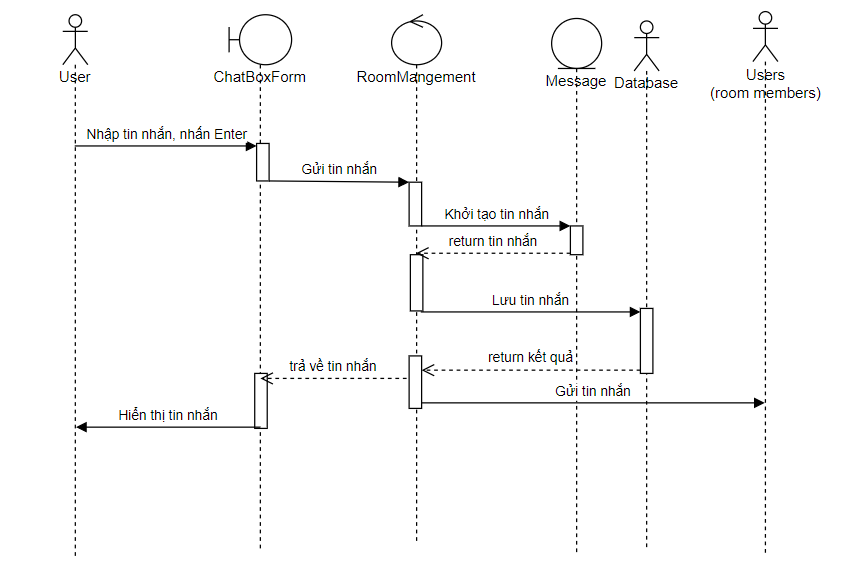 User
ChatBoxForm
RoomMangement
Message
Database
Users
(room members)
Nhập tin nhắn, nhấn Enter
Gửi tin nhắn
Khởi tạo tin nhắn
return tin nhắn
Lưu tin nhắn
return kết quả
trả về tin nhắn
Gửi tin nhắn
Hiển thị tin nhắn